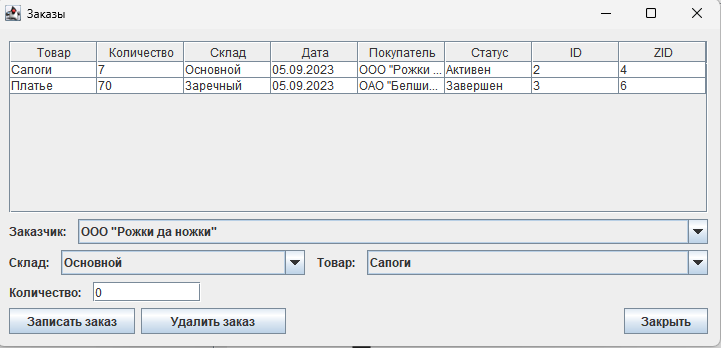 Заказы
Товар Количество Склад Дата Покупатель Статус ID ZID
Сапоги 7 Основной 05.09.2023 ООО "Рожки ... Активен 2 4
Платье 70 Заречный 05.09.2023 ОАО "Белши... Завершен 3 6
Заказчик: ООО "Рожки да ножки"
Склад: Основной Товар: Сапоги
Количество: 0
Записать заказ Удалить заказ Закрыть